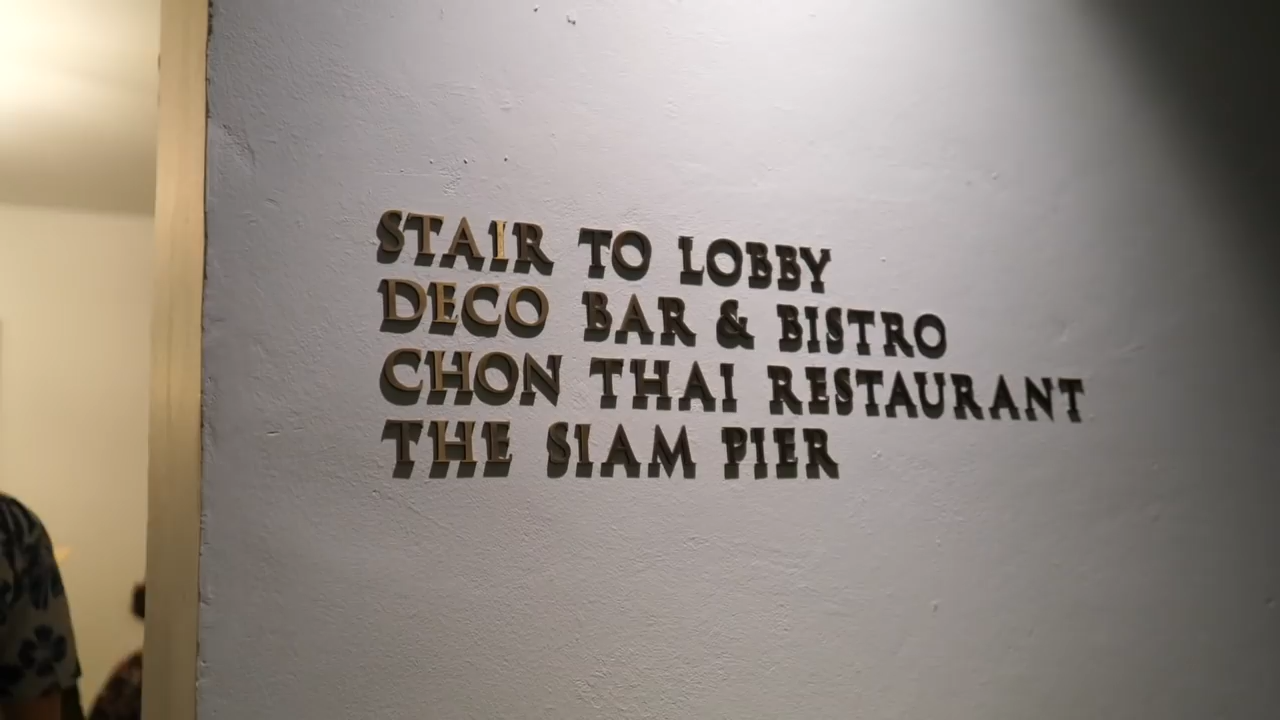 STAIR TO LOBBY
DECO BAR & BISTRO
CHON THAI RESTAURANT
THE SIAM PIER